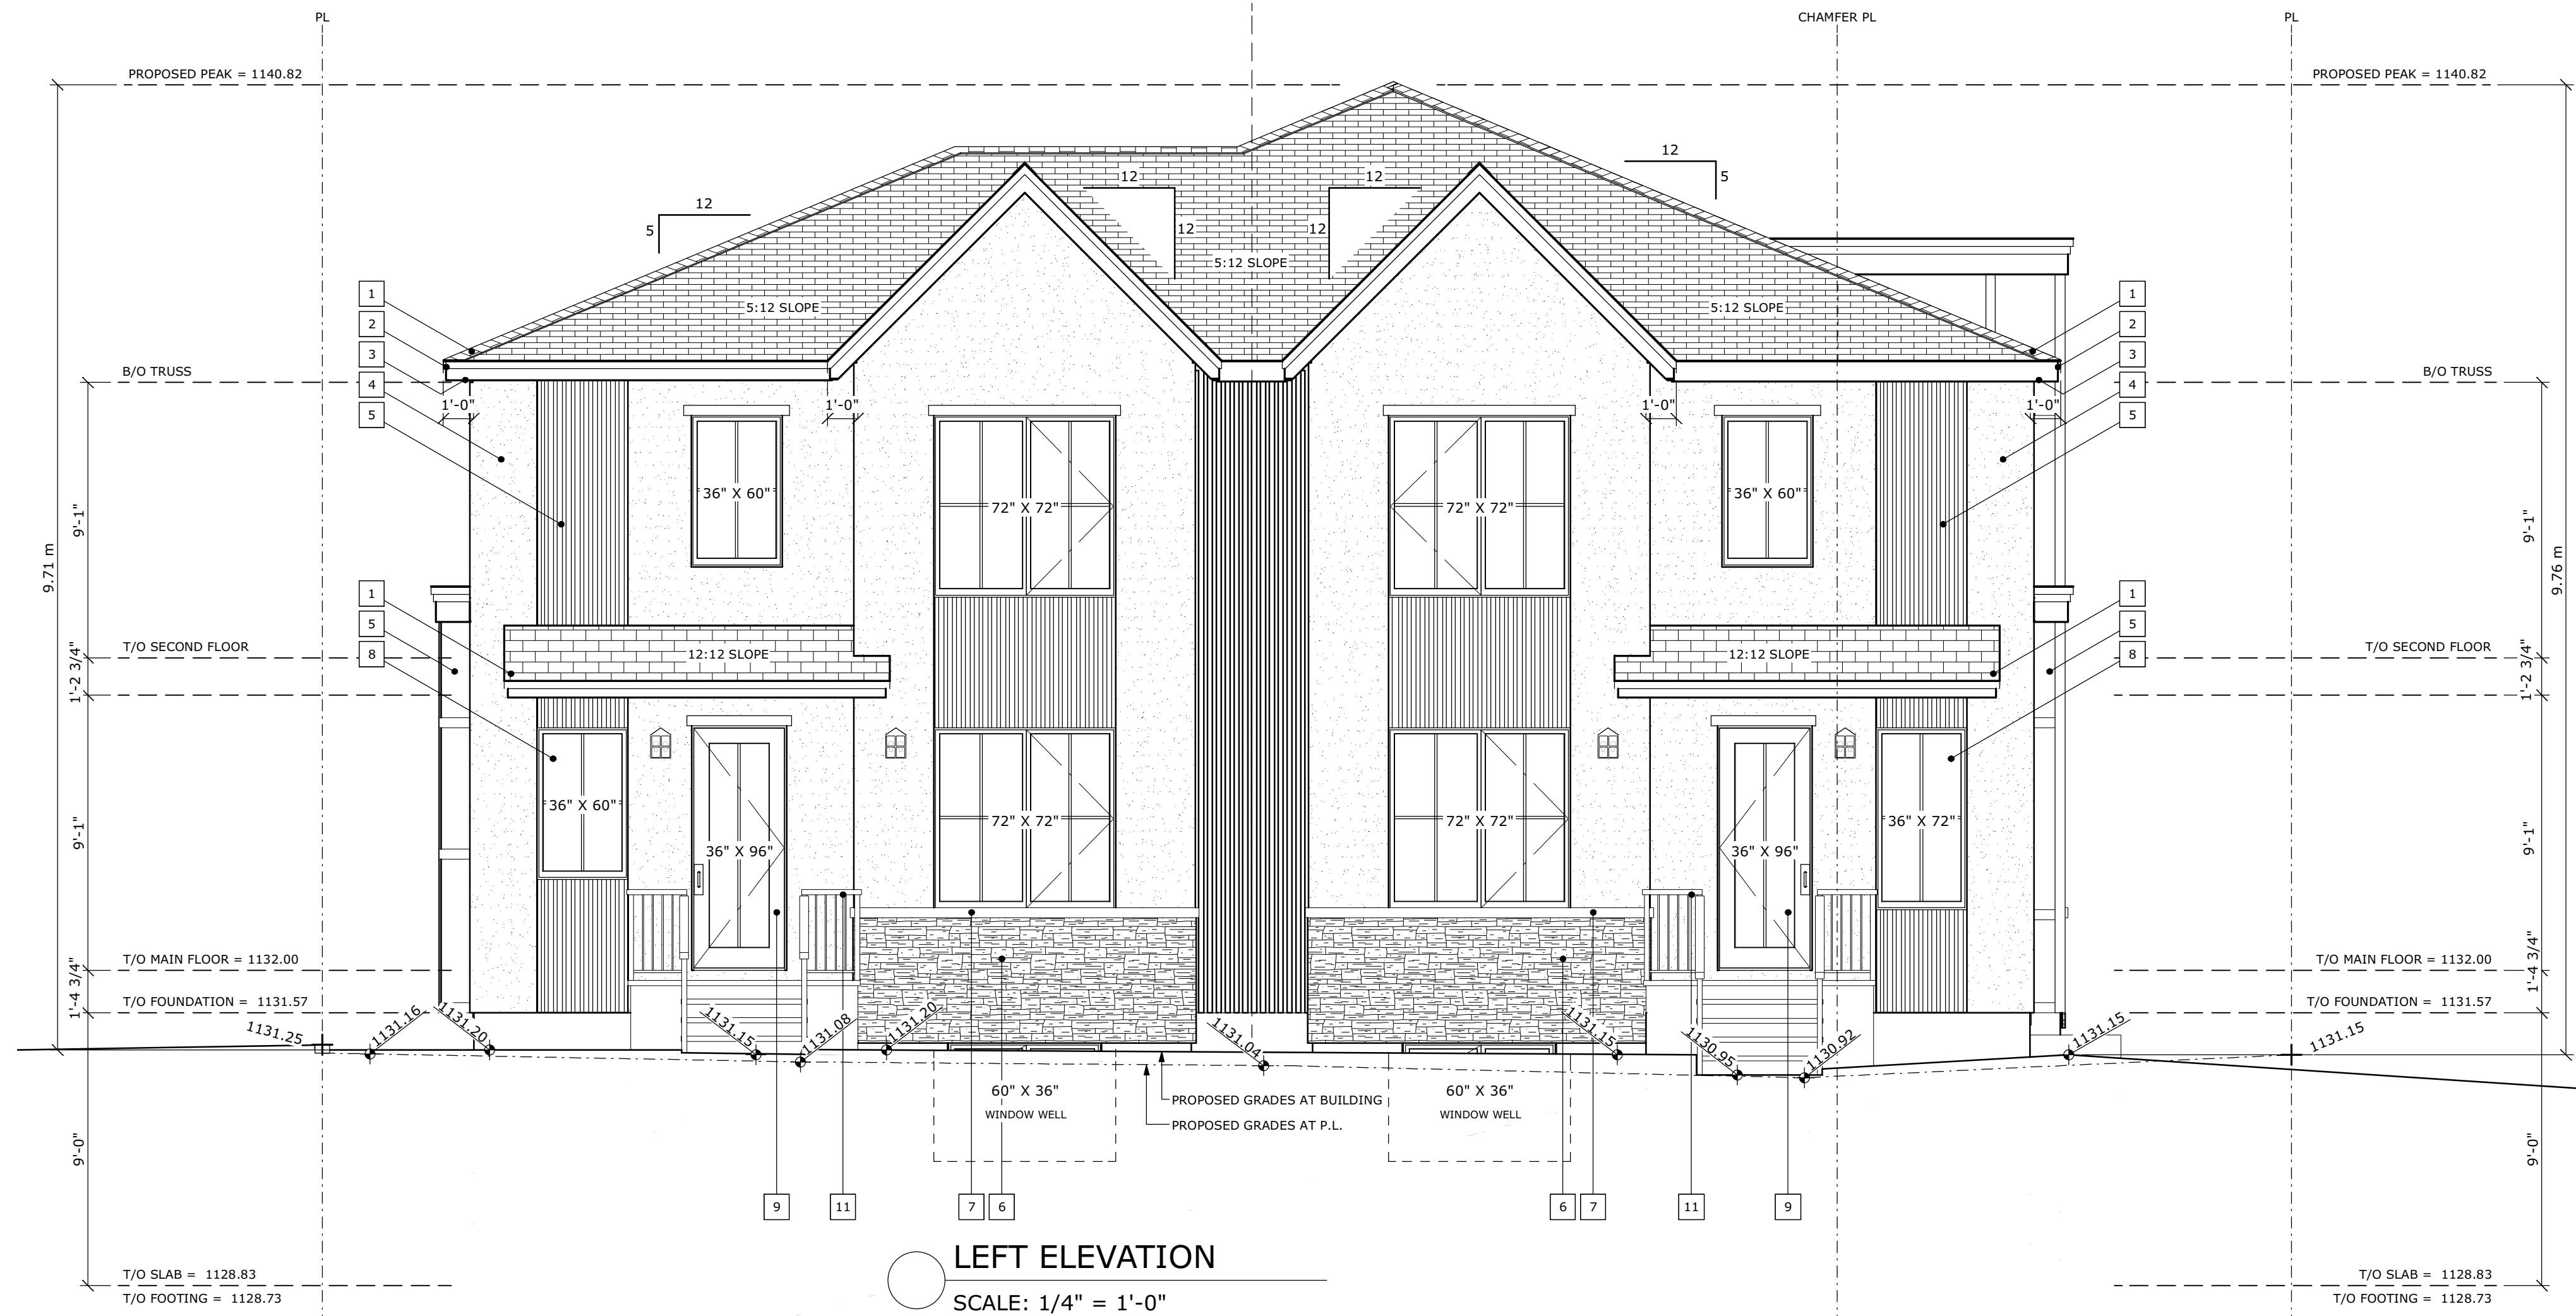 PL
CHAMFER PL
PL
PROPOSED PEAK = 1140.82
PROPOSED PEAK = 1140.82
12
5
12
12
12
12
12
5
5:12 SLOPE
5:12 SLOPE
5:12 SLOPE
1
2
3
4
5
1
2
3
4
5
B/O TRUSS
B/O TRUSS
1'-0"
1'-0"
1'-0"
1'-0"
36" X 60"
72" X 72"
72" X 72"
36" X 60"
9'-1"
9'-1"
9.71 m
9.76 m
1
5
8
1
5
8
T/O SECOND FLOOR
T/O SECOND FLOOR
1'-2 3/4"
1'-2 3/4"
12:12 SLOPE
12:12 SLOPE
36" X 60"
36" X 96"
72" X 72"
72" X 72"
36" X 96"
36" X 72"
9'-1"
9'-1"
T/O MAIN FLOOR = 1132.00
T/O MAIN FLOOR = 1132.00
1'-4 3/4"
1'-4 3/4"
T/O FOUNDATION = 1131.57
T/O FOUNDATION = 1131.57
1131.25
1131.16
1131.20
1131.15
1131.08
1131.20
1131.04
1131.15
1130.95
1130.92
1131.15
1131.15
60" X 36"
WINDOW WELL
60" X 36"
WINDOW WELL
PROPOSED GRADES AT BUILDING
PROPOSED GRADES AT P.L.
9'-0"
9'-0"
9
11
7
6
6
7
11
9
LEFT ELEVATION
SCALE: 1/4" = 1'-0"
T/O SLAB = 1128.83
T/O FOOTING = 1128.73
T/O SLAB = 1128.83
T/O FOOTING = 1128.73